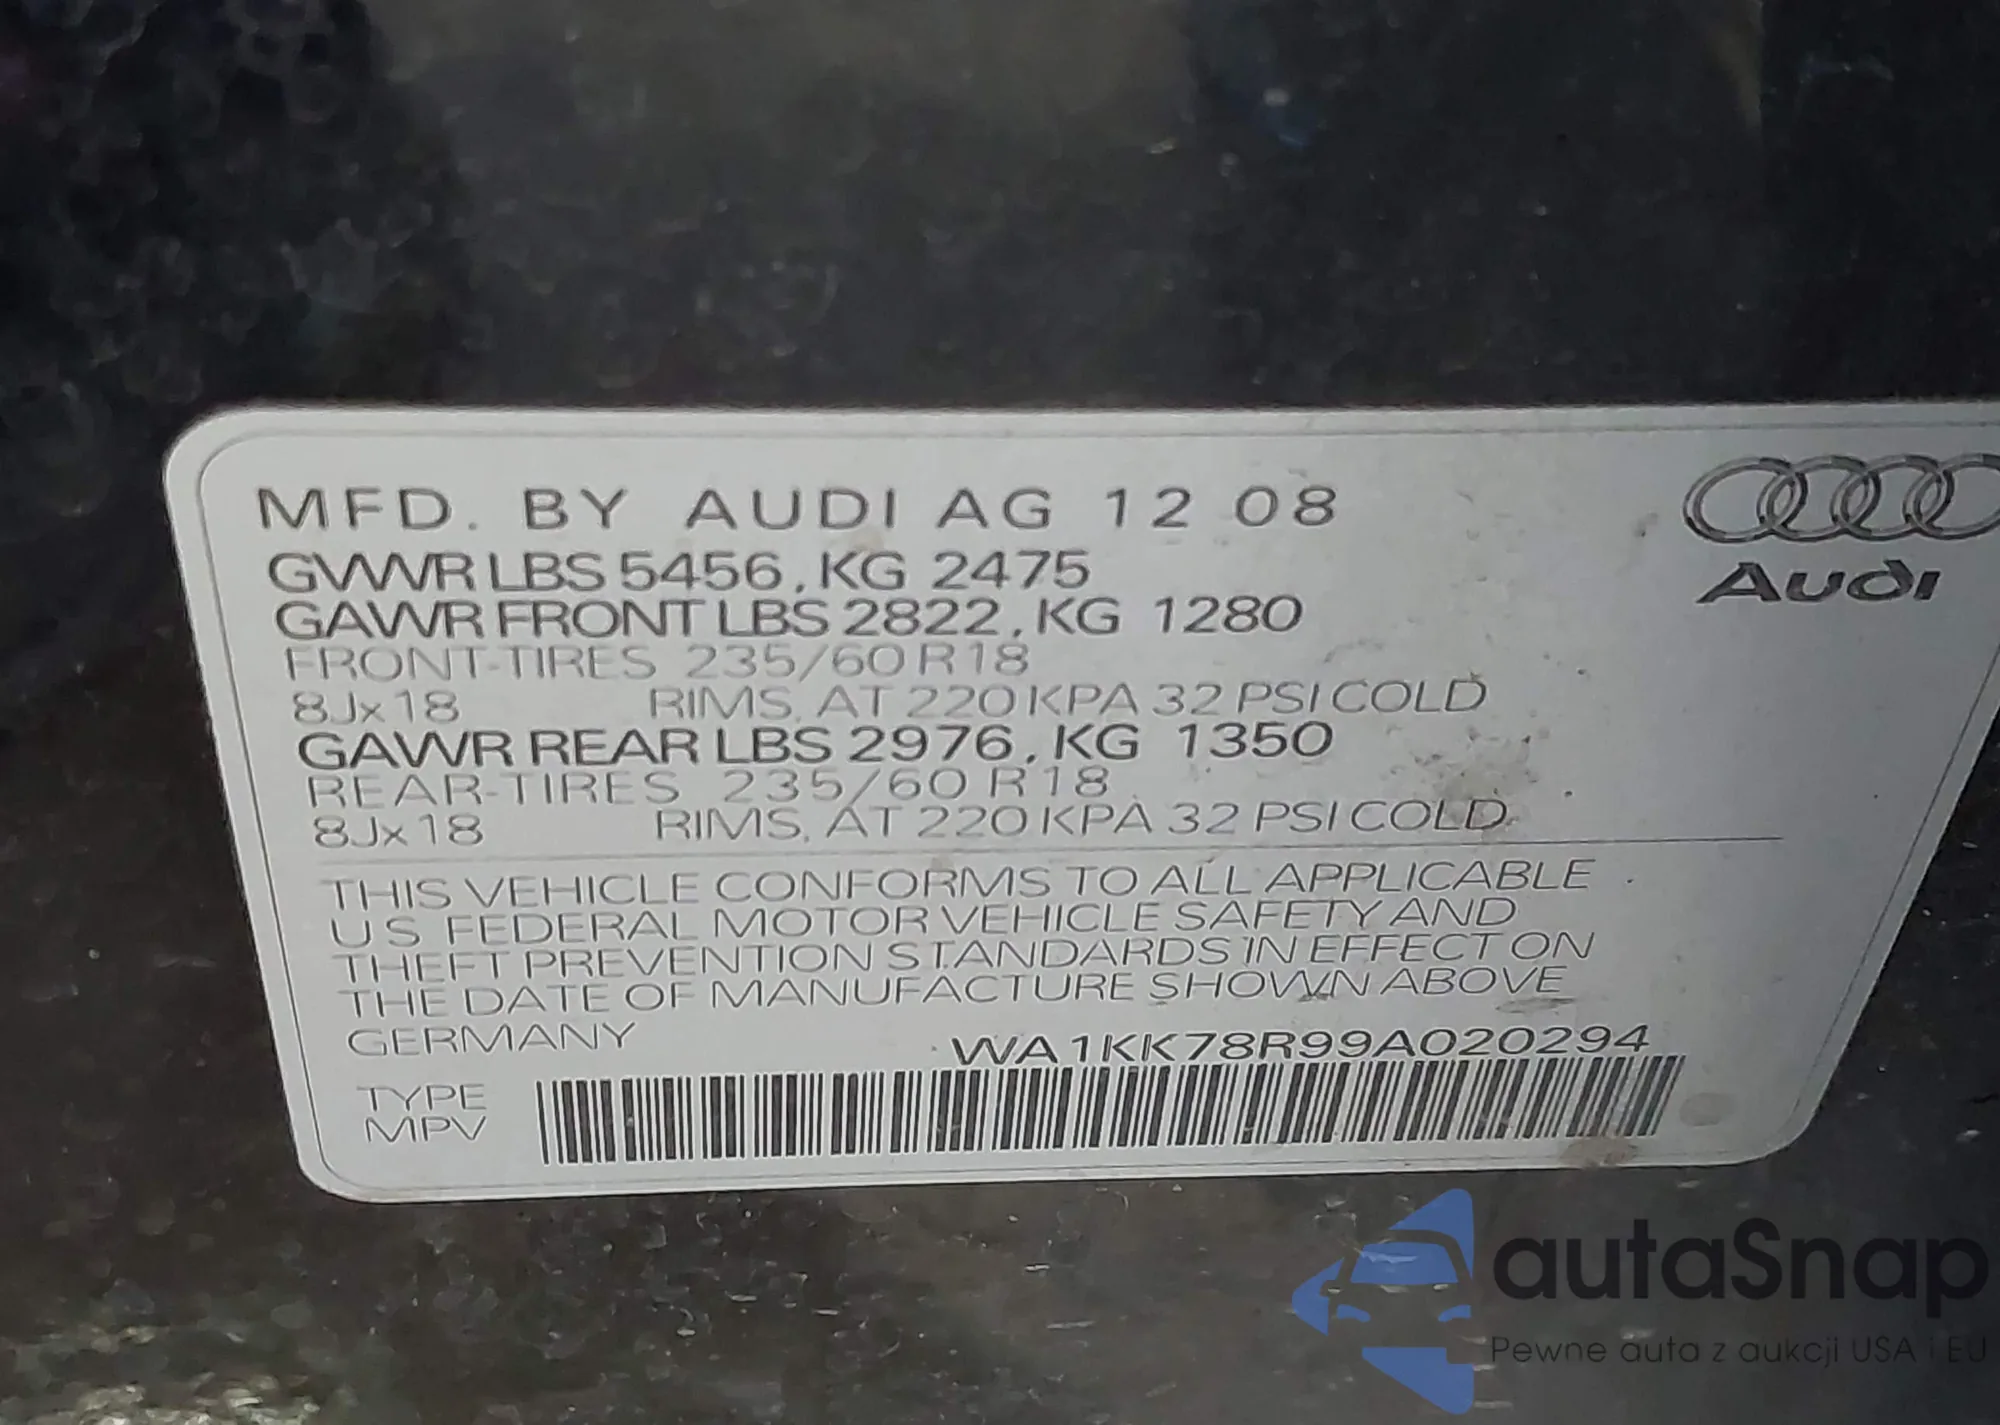 MFD. BY AUDI AG 12 08
GVWR LBS 5456, KG 2475
GAWR FRONT LBS 2822, KG 1280
FRONT-TIRES 235/60 R 18
8Jx18 RIMS, AT 220 KPA 32 PSI COLD
GAWR REAR LBS 2976, KG 1350
REAR-TIRES 235/60 R 18
8Jx18 RIMS, AT 220 KPA 32 PSI COLD
Audi
THIS VEHICLE CONFORMS TO ALL APPLICABLE
U S FEDERAL MOTOR VEHICLE SAFETY AND
THEFT PREVENTION STANDARDS IN EFFECT ON
THE DATE OF MANUFACTURE SHOWN ABOVE
GERMANY WA1KK78R99A020294
TYPE
MPV
autaSnap
Pewne auta z aukcji USA i EU